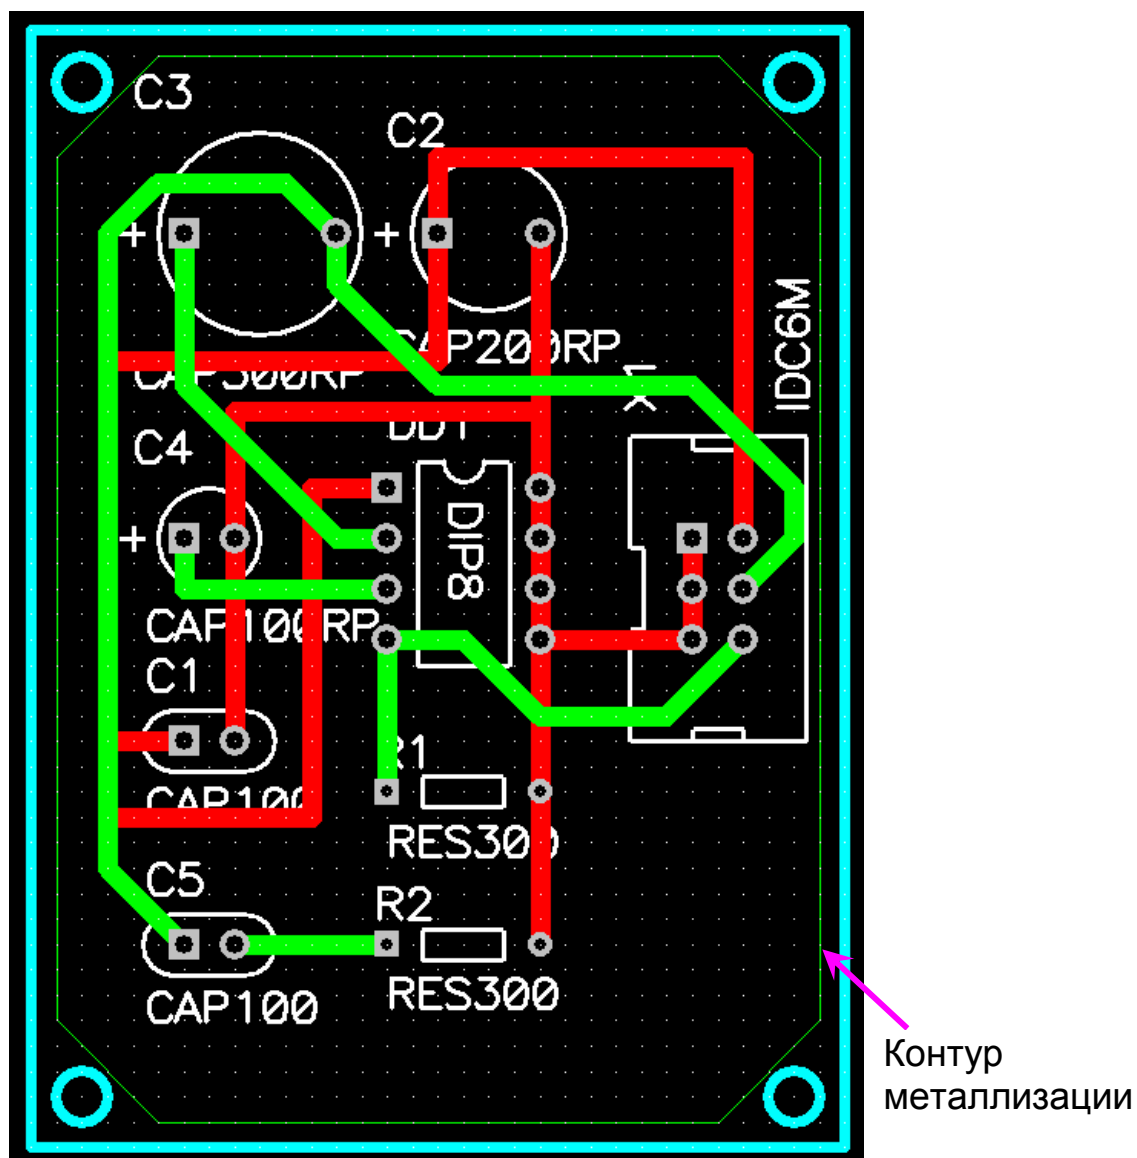 C3
C2
+
+
CAP200RP
IDC6M
CAP300RP
X1
DD1
C4
DIP8
+
CAP100RP
C1
R1
CAP100
RES300
C5
R2
CAP100
RES300
Контур
металлизации